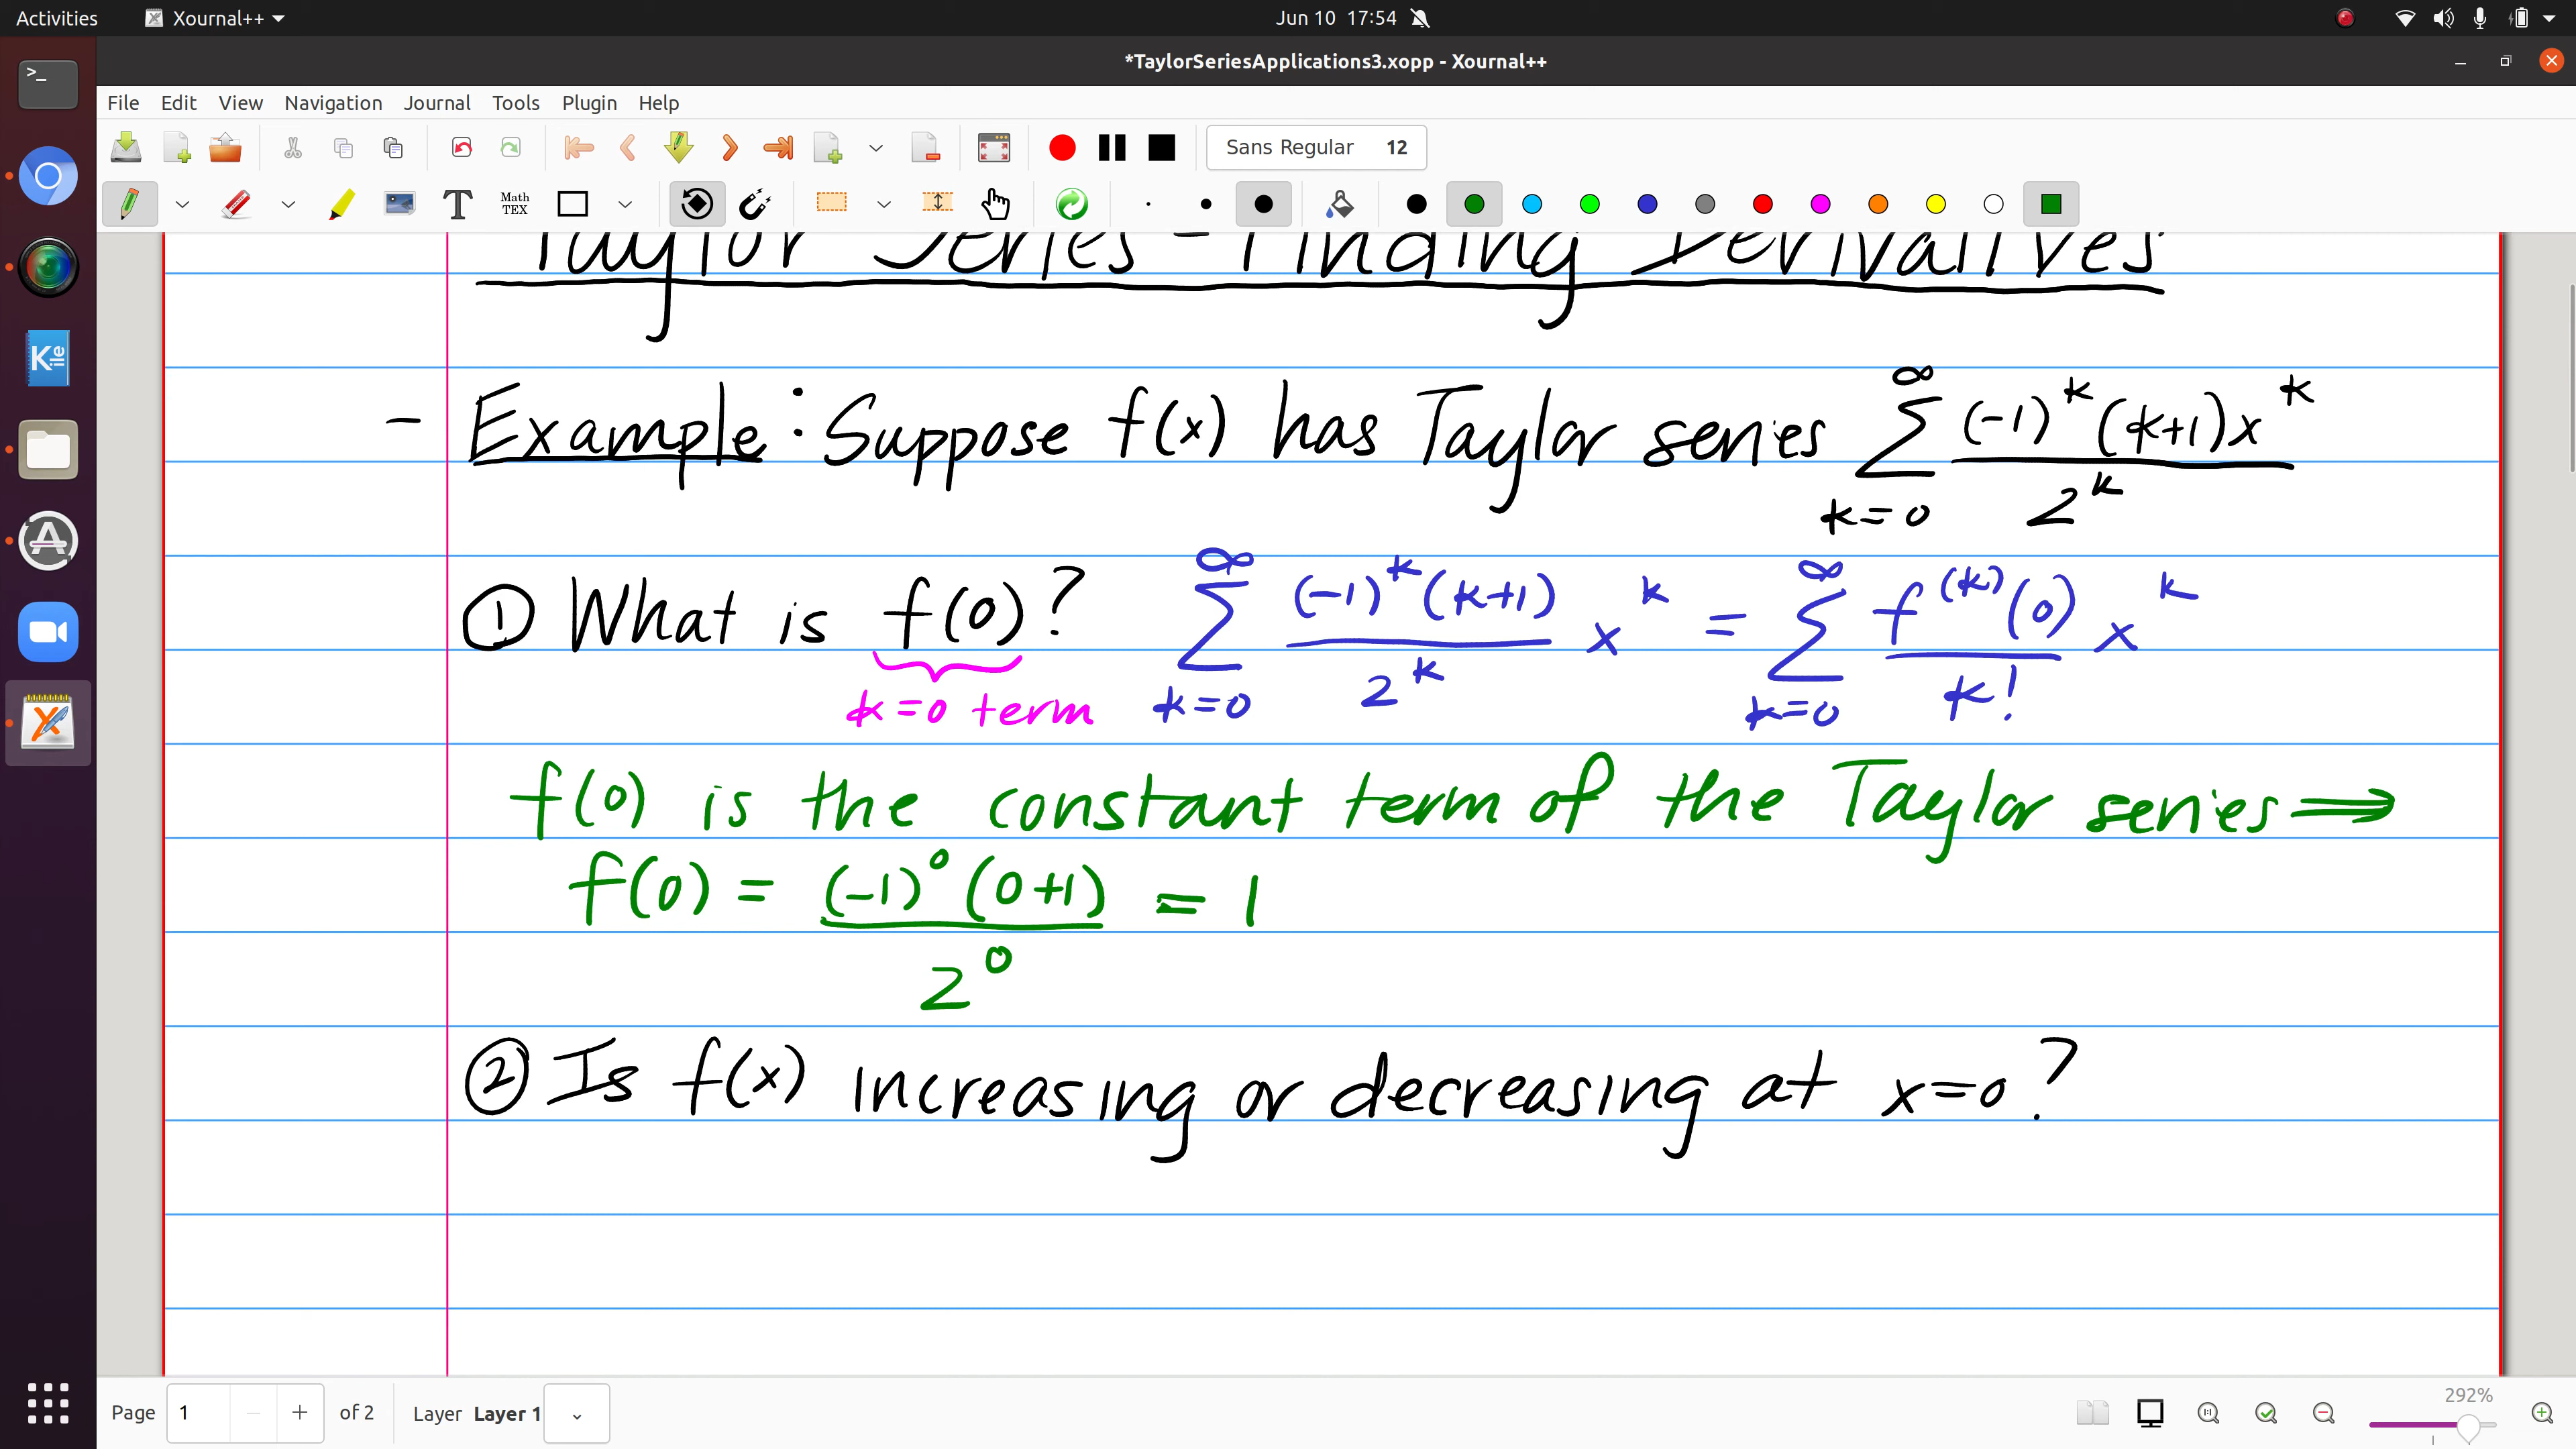 Activities Xournal++ Jun 10 17:54
*TaylorSeriesApplications3.xopp - Xournal++
File Edit View Navigation Journal Tools Plugin Help
Sans Regular 12
Math TEX
Taylor Series - Finding Derivatives
- Example: Suppose f(x) has Taylor series ∑_{k=0}^{∞} (-1)^k (k+1)x^k / 2^k
① What is f(0)? ∑_{k=0}^{∞} (-1)^k (k+1) / 2^k x^k = ∑_{k=0}^{∞} f^{(k)}(0) / k! x^k
k=0 term
f(0) is the constant term of the Taylor series ⟹
f(0) = (-1)^0 (0+1) / 2^0 = 1
② Is f(x) increasing or decreasing at x=0?
Page 1 of 2 Layer Layer 1 292%